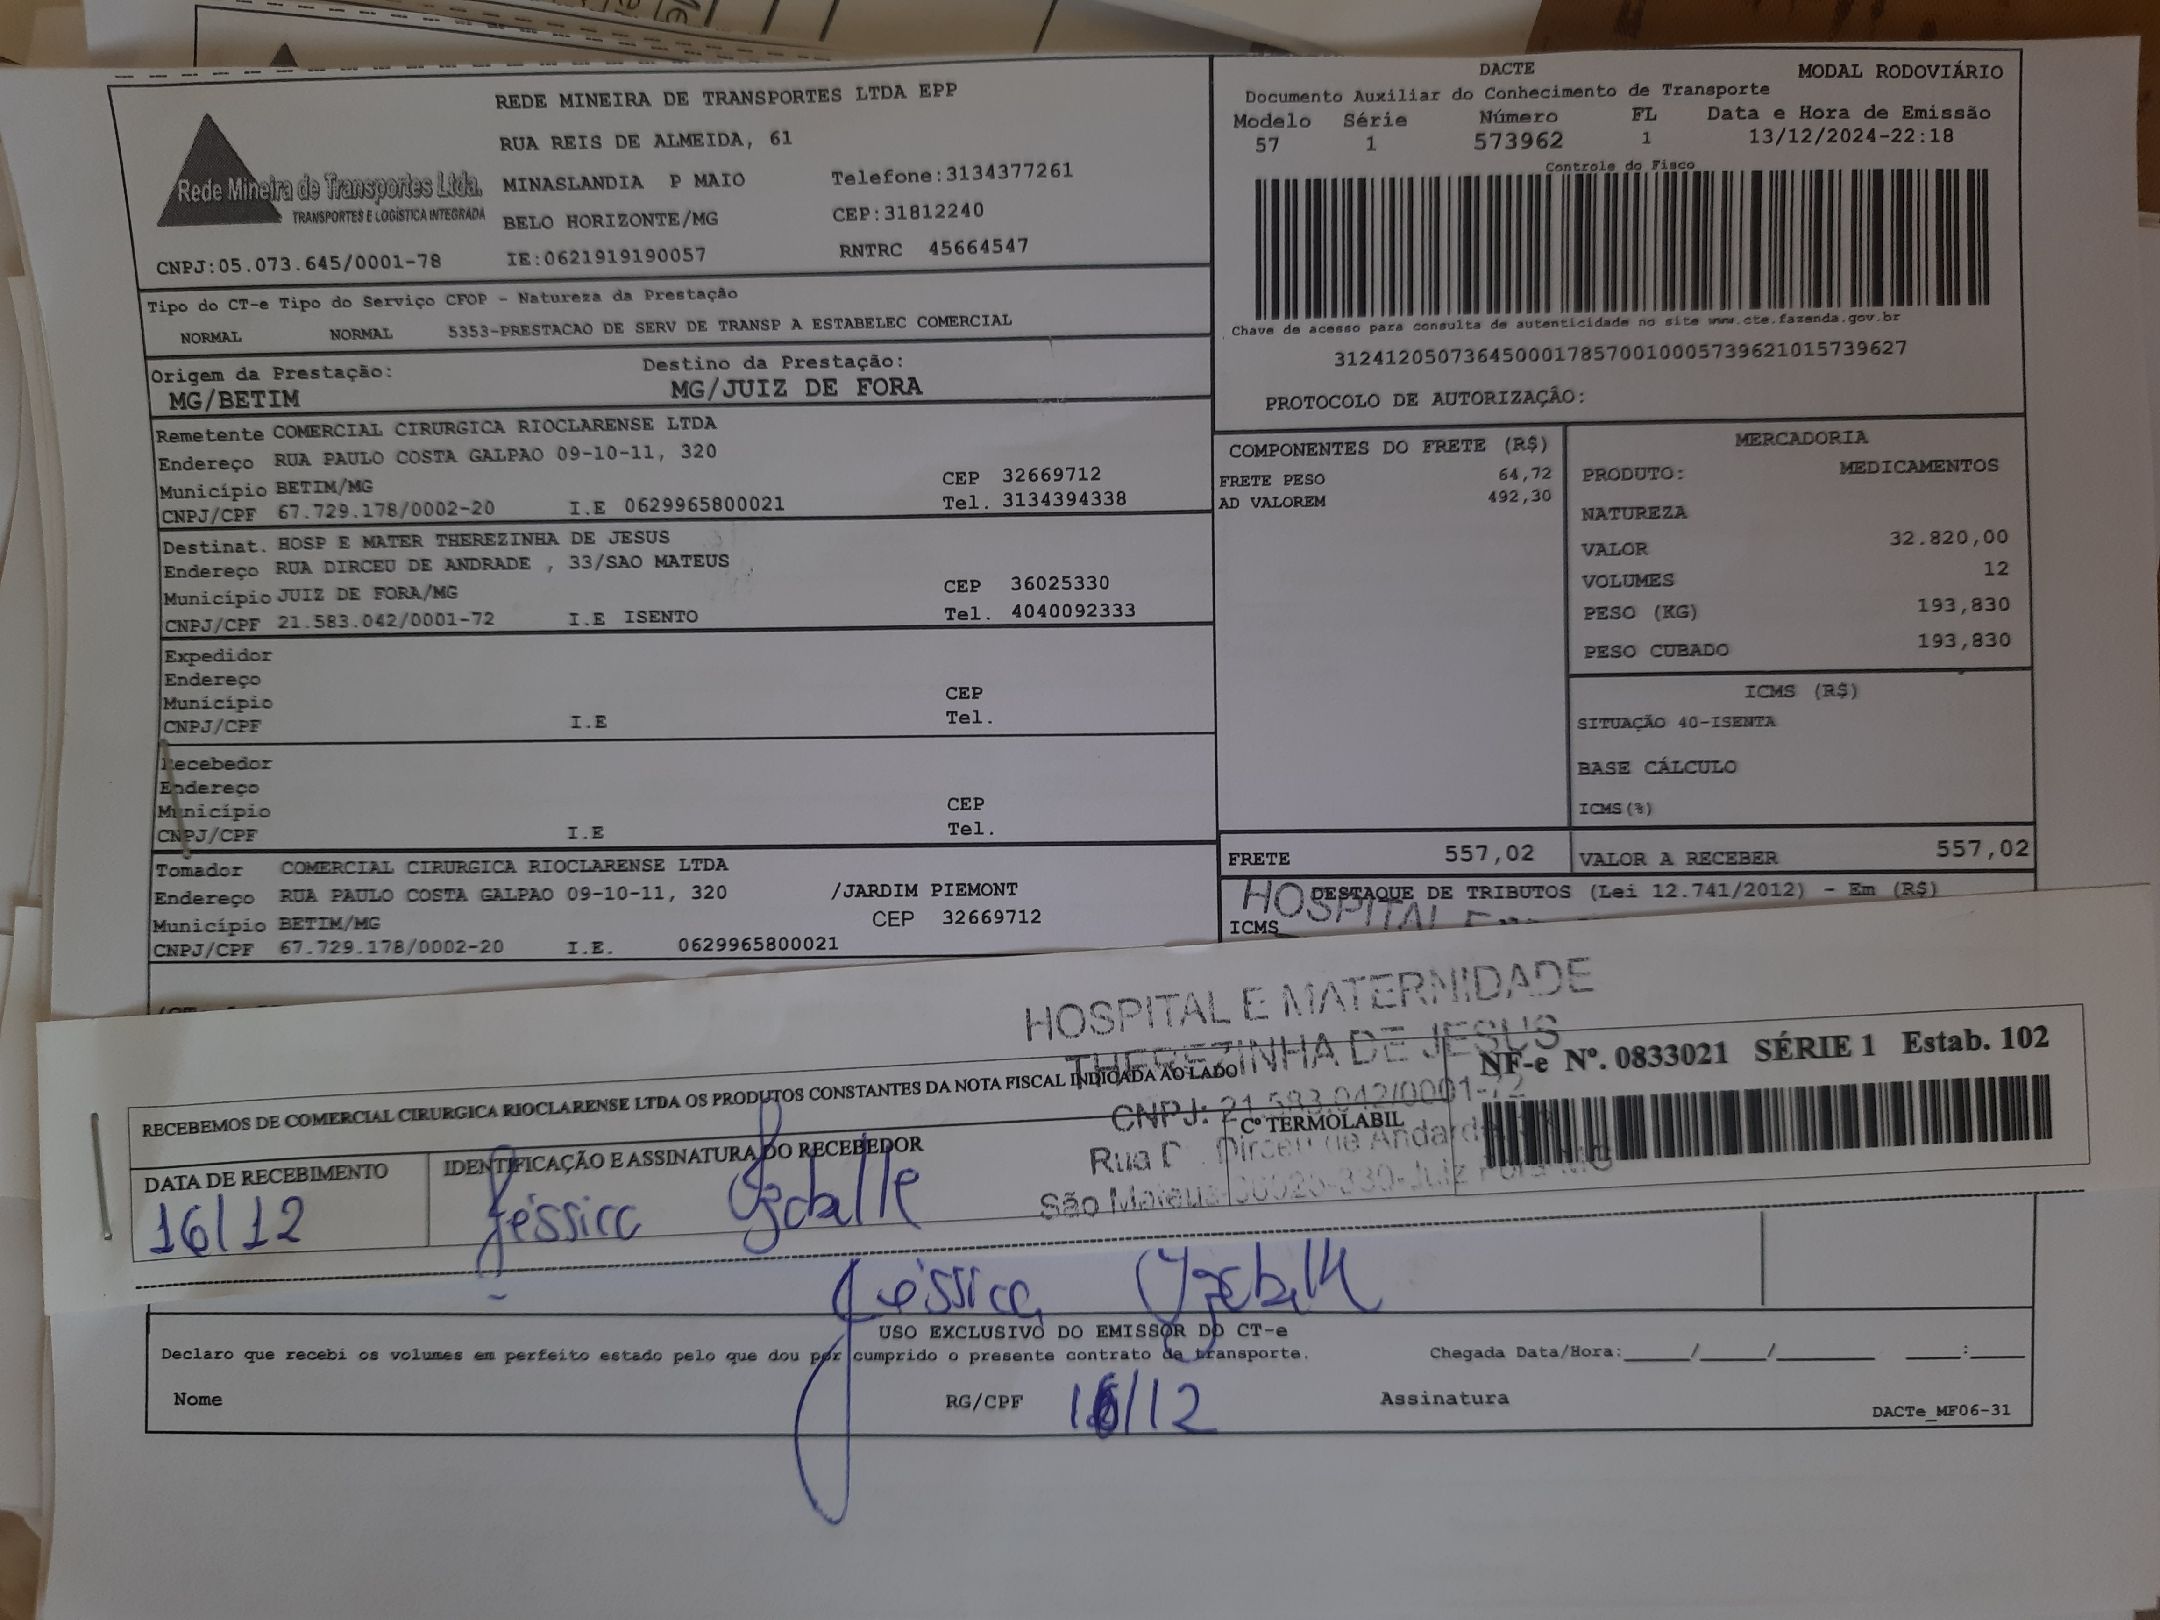 REDE MINEIRA DE TRANSPORTES LTDA EPP
RUA REIS DE ALMEIDA, 61
Rede Mineira de Transportes Ltda.
TRANSPORTES E LOGÍSTICA INTEGRADA
MINASLANDIA P MAIO Telefone:3134377261
BELO HORIZONTE/MG CEP:31812240
CNPJ:05.073.645/0001-78 IE:0621919190057 RNTRC 45664547
Tipo do CT-e Tipo do Serviço CFOP - Natureza da Prestação
NORMAL NORMAL 5353-PRESTACAO DE SERV DE TRANSP A ESTABELEC COMERCIAL
Origem da Prestação: Destino da Prestação:
MG/BETIM MG/JUIZ DE FORA
Remetente COMERCIAL CIRURGICA RIOCLARENSE LTDA
Endereço RUA PAULO COSTA GALPAO 09-10-11, 320
Município BETIM/MG CEP 32669712
CNPJ/CPF 67.729.178/0002-20 I.E 0629965800021 Tel. 3134394338
Destinat. HOSP E MATER THEREZINHA DE JESUS
Endereço RUA DIRCEU DE ANDRADE , 33/SAO MATEUS
Município JUIZ DE FORA/MG CEP 36025330
CNPJ/CPF 21.583.042/0001-72 I.E ISENTO Tel. 4040092333
Expedidor
Endereço
Município CEP
CNPJ/CPF I.E Tel.
Recebedor
Endereço
Município CEP
CNPJ/CPF I.E Tel.
Tomador COMERCIAL CIRURGICA RIOCLARENSE LTDA
Endereço RUA PAULO COSTA GALPAO 09-10-11, 320 /JARDIM PIEMONT
Município BETIM/MG CEP 32669712
CNPJ/CPF 67.729.178/0002-20 I.E. 0629965800021
DACTE MODAL RODOVIÁRIO
Documento Auxiliar do Conhecimento de Transporte
Modelo Série Número FL Data e Hora de Emissão
57 1 573962 1 13/12/2024-22:18
Controle do Fisco
Chave de acesso para consulta de autenticidade no site www.cte.fazenda.gov.br
31241205073645000178570010005739621015739627
PROTOCOLO DE AUTORIZAÇÃO:
COMPONENTES DO FRETE (R$)
FRETE PESO 64,72
AD VALOREM 492,30
MERCADORIA
PRODUTO: MEDICAMENTOS
NATUREZA
VALOR 32.820,00
VOLUMES 12
PESO (KG) 193,830
PESO CUBADO 193,830
ICMS (R$)
SITUAÇÃO 40-ISENTA
BASE CÁLCULO
ICMS(%)
FRETE 557,02 VALOR A RECEBER 557,02
DESTAQUE DE TRIBUTOS (Lei 12.741/2012) - Em (R$)
HOSPITAL
ICMS
HOSPITAL E MATERNIDADE
THEREZINHA DE JESUS
CNPJ: 21.583.042/0001-72
RECEBEMOS DE COMERCIAL CIRURGICA RIOCLARENSE LTDA OS PRODUTOS CONSTANTES DA NOTA FISCAL INDICADA AO LADO
NF-e Nº. 0833021 SÉRIE 1 Estab. 102
DATA DE RECEBIMENTO IDENTIFICAÇÃO E ASSINATURA DO RECEBEDOR Cº TERMOLABIL
16/12 Jéssica
Jéssica
USO EXCLUSIVO DO EMISSOR DO CT-e
Declaro que recebi os volumes em perfeito estado pelo que dou por cumprido o presente contrato de transporte. Chegada Data/Hora:_____/_____/________ _____:_____
Nome RG/CPF 16/12 Assinatura
DACTe_MF06-31